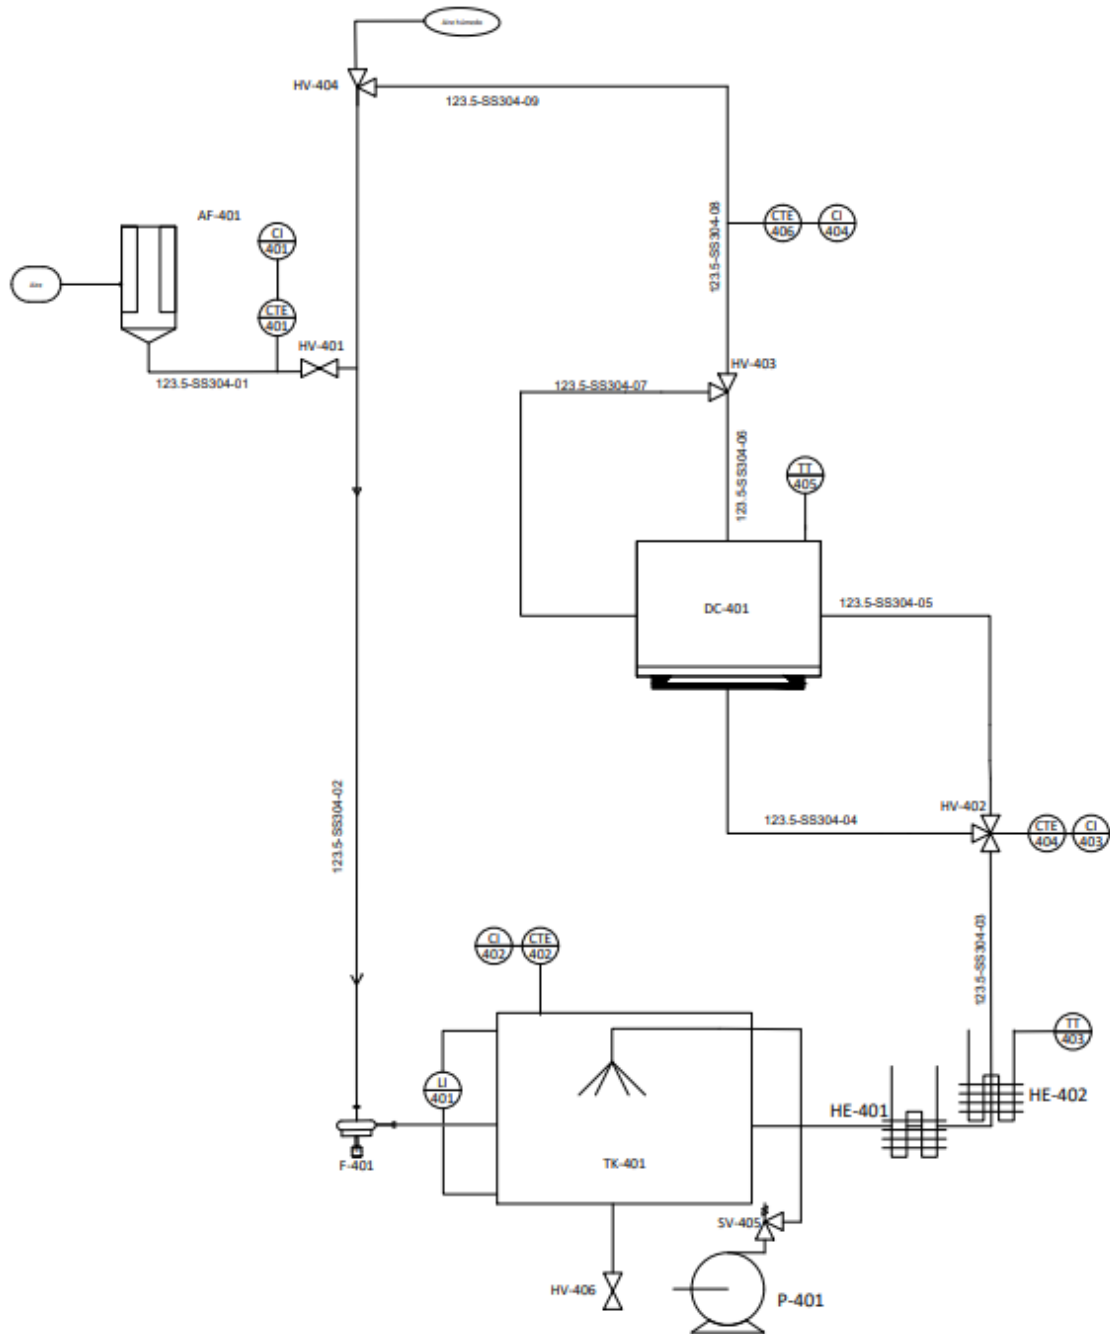 Aire húmedo
HV-404
123.5-SS304-09
AF-401
CI
401
123.5-SS304-08
CTE
406
CI
404
Aire
CTE
401
HV-401
123.5-SS304-01
HV-403
123.5-SS304-07
123.5-SS304-06
TT
405
DC-401
123.5-SS304-05
123.5-SS304-02
HV-402
123.5-SS304-04
CTE
404
CI
403
CI
402
CTE
402
123.5-SS304-03
TT
403
LI
401
HE-401
HE-402
F-401
TK-401
SV-405
HV-406
P-401